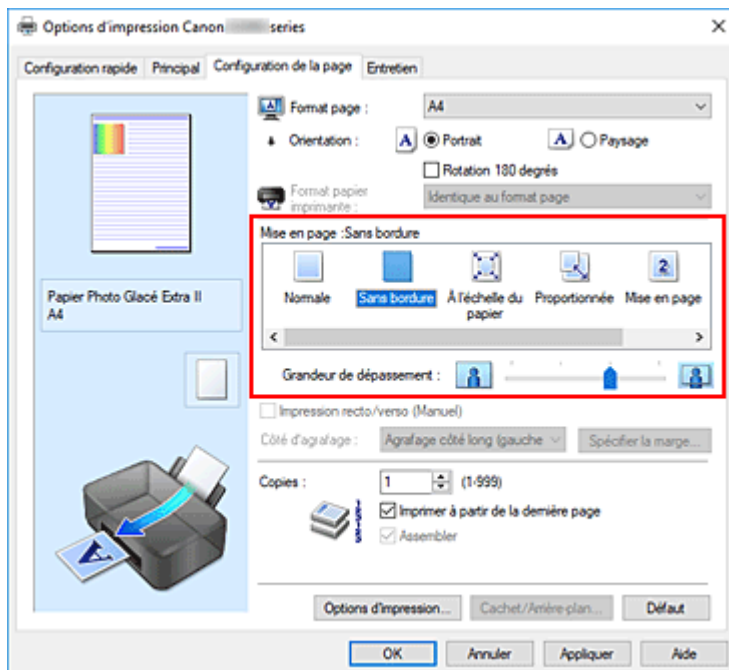 Options d'impression Canon series
Configuration rapide Principal Configuration de la page Entretien
Format page : A4
Orientation : A Portrait A Paysage
Rotation 180 degrés
Format papier imprimante : Identique au format page
Mise en page :Sans bordure
2
Normale Sans bordure À l'échelle du papier Proportionnée Mise en page
Papier Photo Glacé Extra II
A4
Grandeur de dépassement :
Impression recto/verso (Manuel)
Côté d'agrafage : Agrafage côté long (gauche Spécifier la marge...
Copies : 1 (1-999)
Imprimer à partir de la dernière page
Assembler
A
Options d'impression... Cachet/Arrière-plan... Défaut
OK Annuler Appliquer Aide